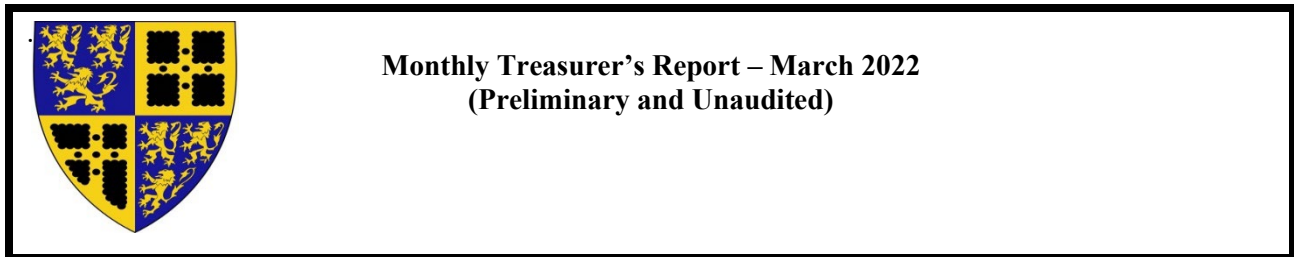 Monthly Treasurer’s Report – March 2022
(Preliminary and Unaudited)